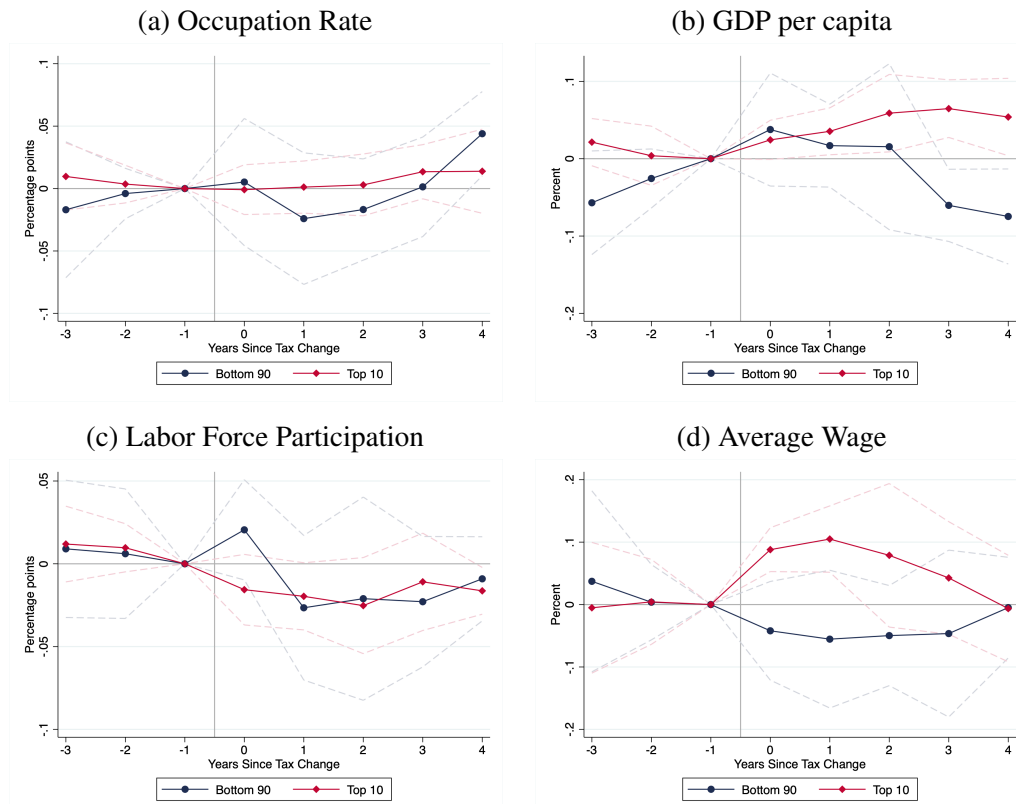 (a) Occupation Rate
Percentage points
.1
.05
0
-.05
-.1
-3 -2 -1 0 1 2 3 4
Years Since Tax Change
Bottom 90 Top 10
(b) GDP per capita
Percent
.1
0
-.1
-.2
-3 -2 -1 0 1 2 3 4
Years Since Tax Change
Bottom 90 Top 10
(c) Labor Force Participation
Percentage points
.05
0
-.05
-.1
-3 -2 -1 0 1 2 3 4
Years Since Tax Change
Bottom 90 Top 10
(d) Average Wage
Percent
.2
.1
0
-.1
-.2
-3 -2 -1 0 1 2 3 4
Years Since Tax Change
Bottom 90 Top 10